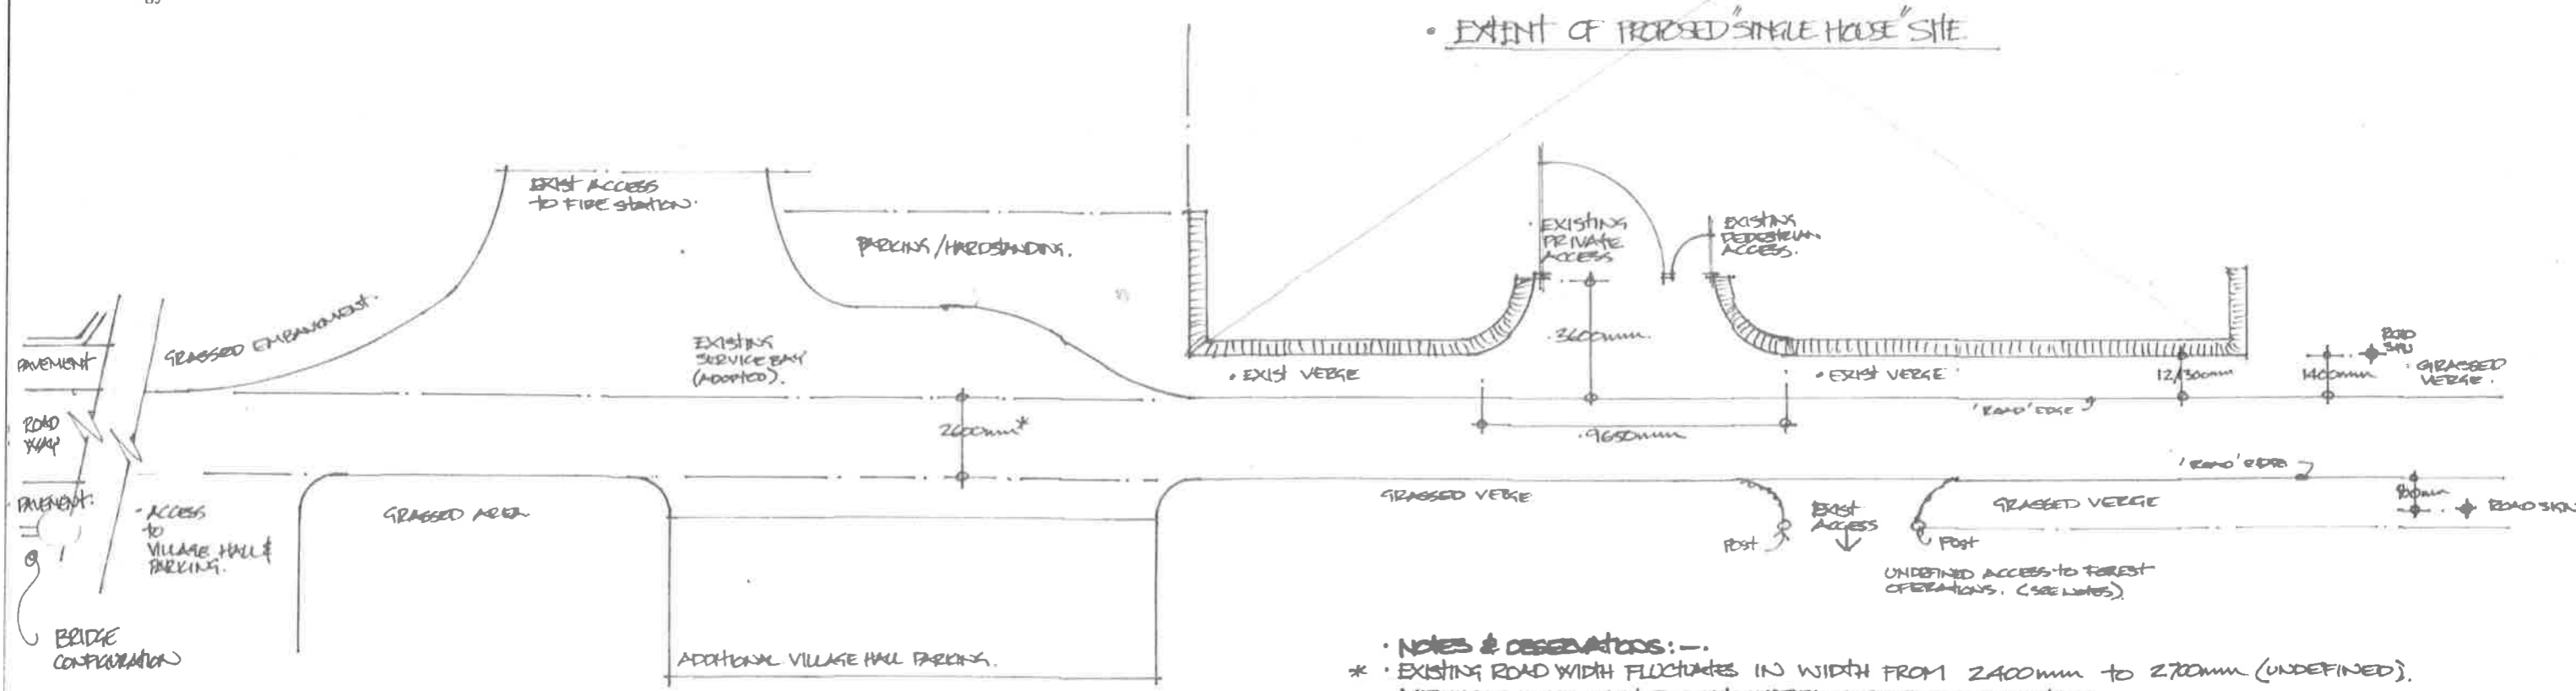 • EXTENT OF PROPOSED "SINGLE HOUSE" SITE
EXIST ACCESS
TO FIRE STATION.
PARKING/HARDSTANDING.
• EXISTING
PRIVATE
ACCESS
EXISTING
PEDESTRIAN
ACCESS.
GRASSED EMBANKMENT.
PAVEMENT
EXISTING
SERVICE BAY
(ADOPTED).
3600mm.
• EXIST VERGE
• EXIST VERGE
12/1300mm
1400mm
ROAD
GRASSED
VERGE.
ROAD
WAY
2600mm*
9650mm
'ROAD' EDGE
'ROAD' EDGE
PAVEMENT.
• ACCESS
TO
VILLAGE HALL &
PARKING.
GRASSED AREA
GRASSED VERGE
EXIST
ACCESS
GRASSED VERGE
ROAD SIGN
POST
POST
UNDEFINED ACCESS TO FOREST
OPERATIONS. (SEE NOTES)
BRIDGE
CONFIGURATION
ADDITIONAL VILLAGE HALL PARKING.
• NOTES & OBSERVATIONS:-.
* • EXISTING ROAD WIDTH FLUCTUATES IN WIDTH FROM 2400mm TO 2700mm (UNDEFINED).